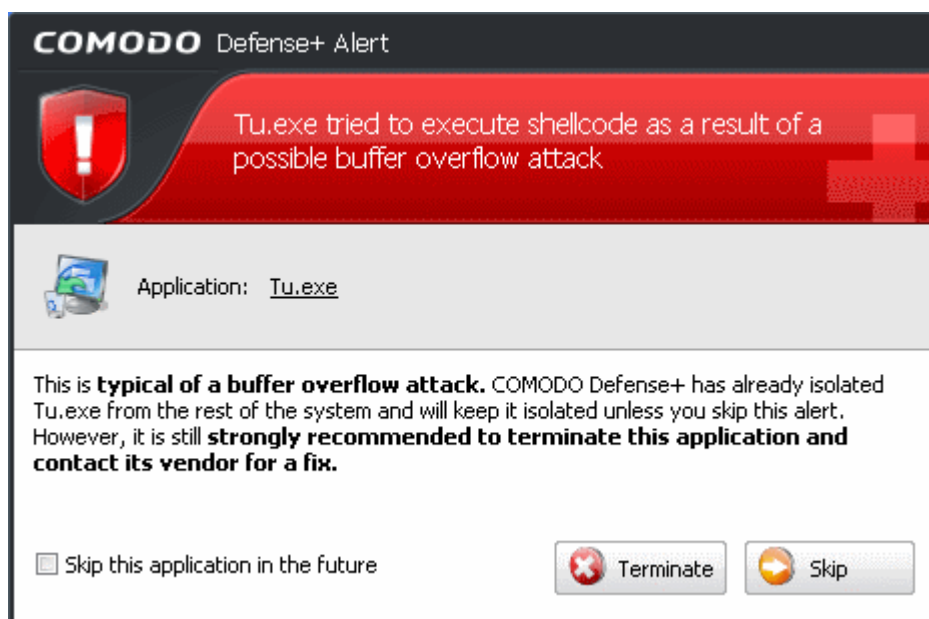 COMODO Defense+ Alert
Tu.exe tried to execute shellcode as a result of a
possible buffer overflow attack
Application: Tu.exe
This is typical of a buffer overflow attack. COMODO Defense+ has already isolated
Tu.exe from the rest of the system and will keep it isolated unless you skip this alert.
However, it is still strongly recommended to terminate this application and
contact its vendor for a fix.
Skip this application in the future
Terminate
Skip